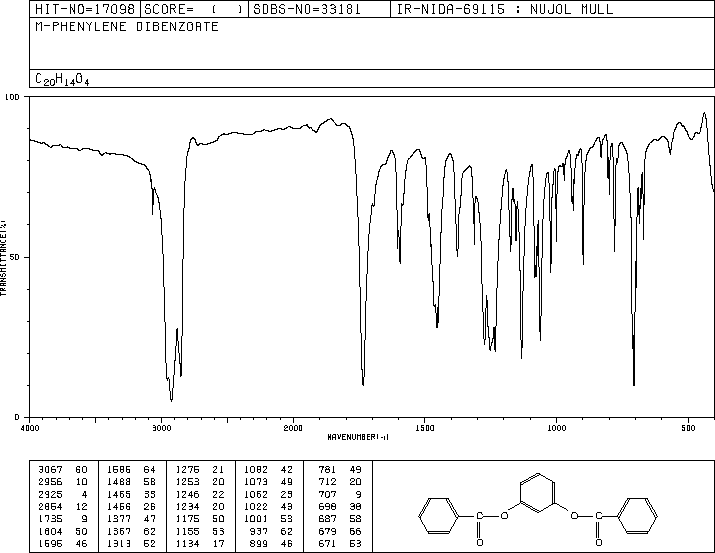 HIT-NO=17098 SCORE= ( ) SDBS-NO=33181 IR-NIDA-69115 : NUJOL MULL
M-PHENYLENE DIBENZOATE
C20H14O4
100
50
0
TRANSMITTANCE(%)
4000 3000 2000 1500 1000 500
WAVENUMBER(-1)
3067 60 1586 64 1276 21 1082 42 781 49
2956 10 1488 58 1253 20 1073 49 712 20
2925 4 1465 35 1246 22 1062 23 707 9
2854 12 1456 26 1234 20 1022 43 698 38
1735 9 1377 47 1175 50 1001 53 687 58
1604 50 1367 62 1155 53 937 62 679 56
1595 46 1313 52 1134 17 899 46 671 53
C O O C
O O